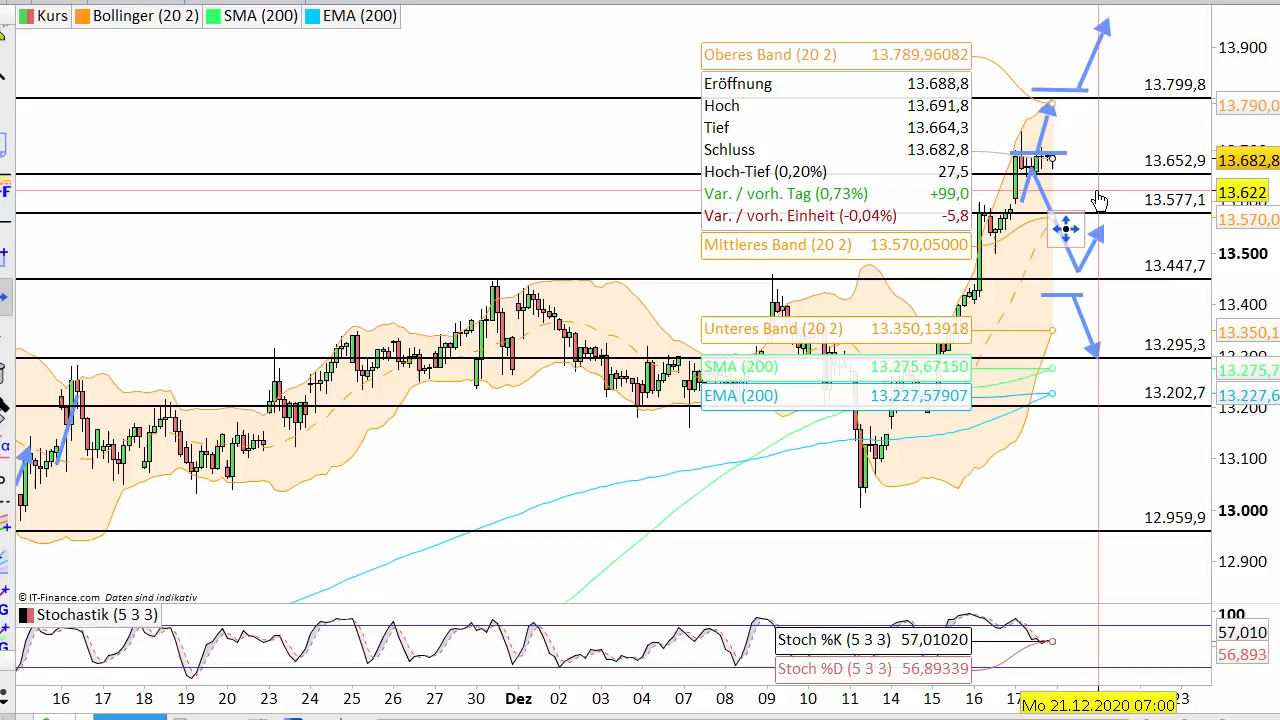 Kurs Bollinger (20 2) SMA (200) EMA (200)
Oberes Band (20 2) 13.789,96082
Eröffnung 13.688,8
Hoch 13.691,8
Tief 13.664,3
Schluss 13.682,8
Hoch-Tief (0,20%) 27,5
Var. / vorh. Tag (0,73%) +99,0
Var. / vorh. Einheit (-0,04%) -5,8
Mittleres Band (20 2) 13.570,05000
Unteres Band (20 2) 13.350,13918
SMA (200) 13.275,67150
EMA (200) 13.227,57907
13.799,8
13.652,9
13.577,1
13.447,7
13.295,3
13.202,7
12.959,9
13.900
13.790,0
13.682,8
13.622
13.570,0
13.500
13.400
13.350,1
13.275,7
13.227,6
13.200
13.100
13.000
12.900
© IT-Finance.com Daten sind indikativ
Stochastik (5 3 3)
Stoch %K (5 3 3) 57,01020
Stoch %D (5 3 3) 56,89339
100
57,010
56,893
16 17 18 19 20 23 24 25 26 27 30 Dez 02 03 04 07 09 10 11 14 15 16 23
Mo 21.12.2020 07:00